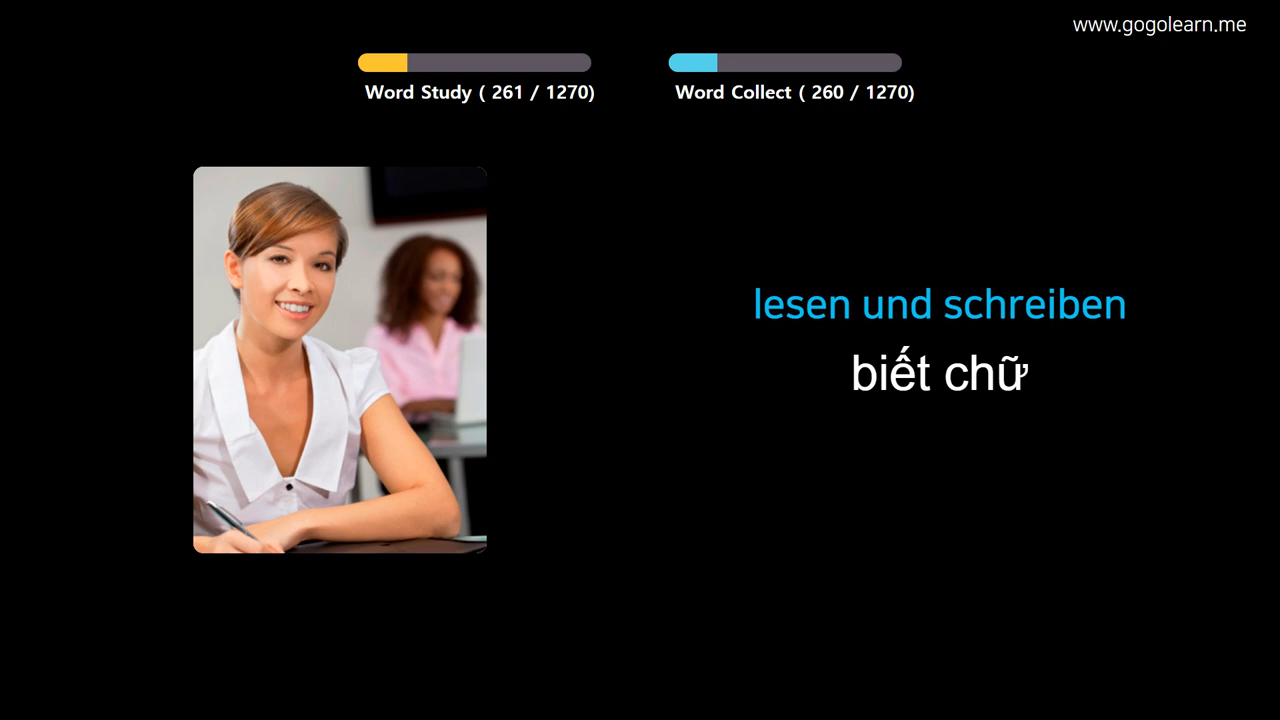 www.gogolearn.me
Word Study ( 261 / 1270)
Word Collect ( 260 / 1270)
lesen und schreiben
biết chữ